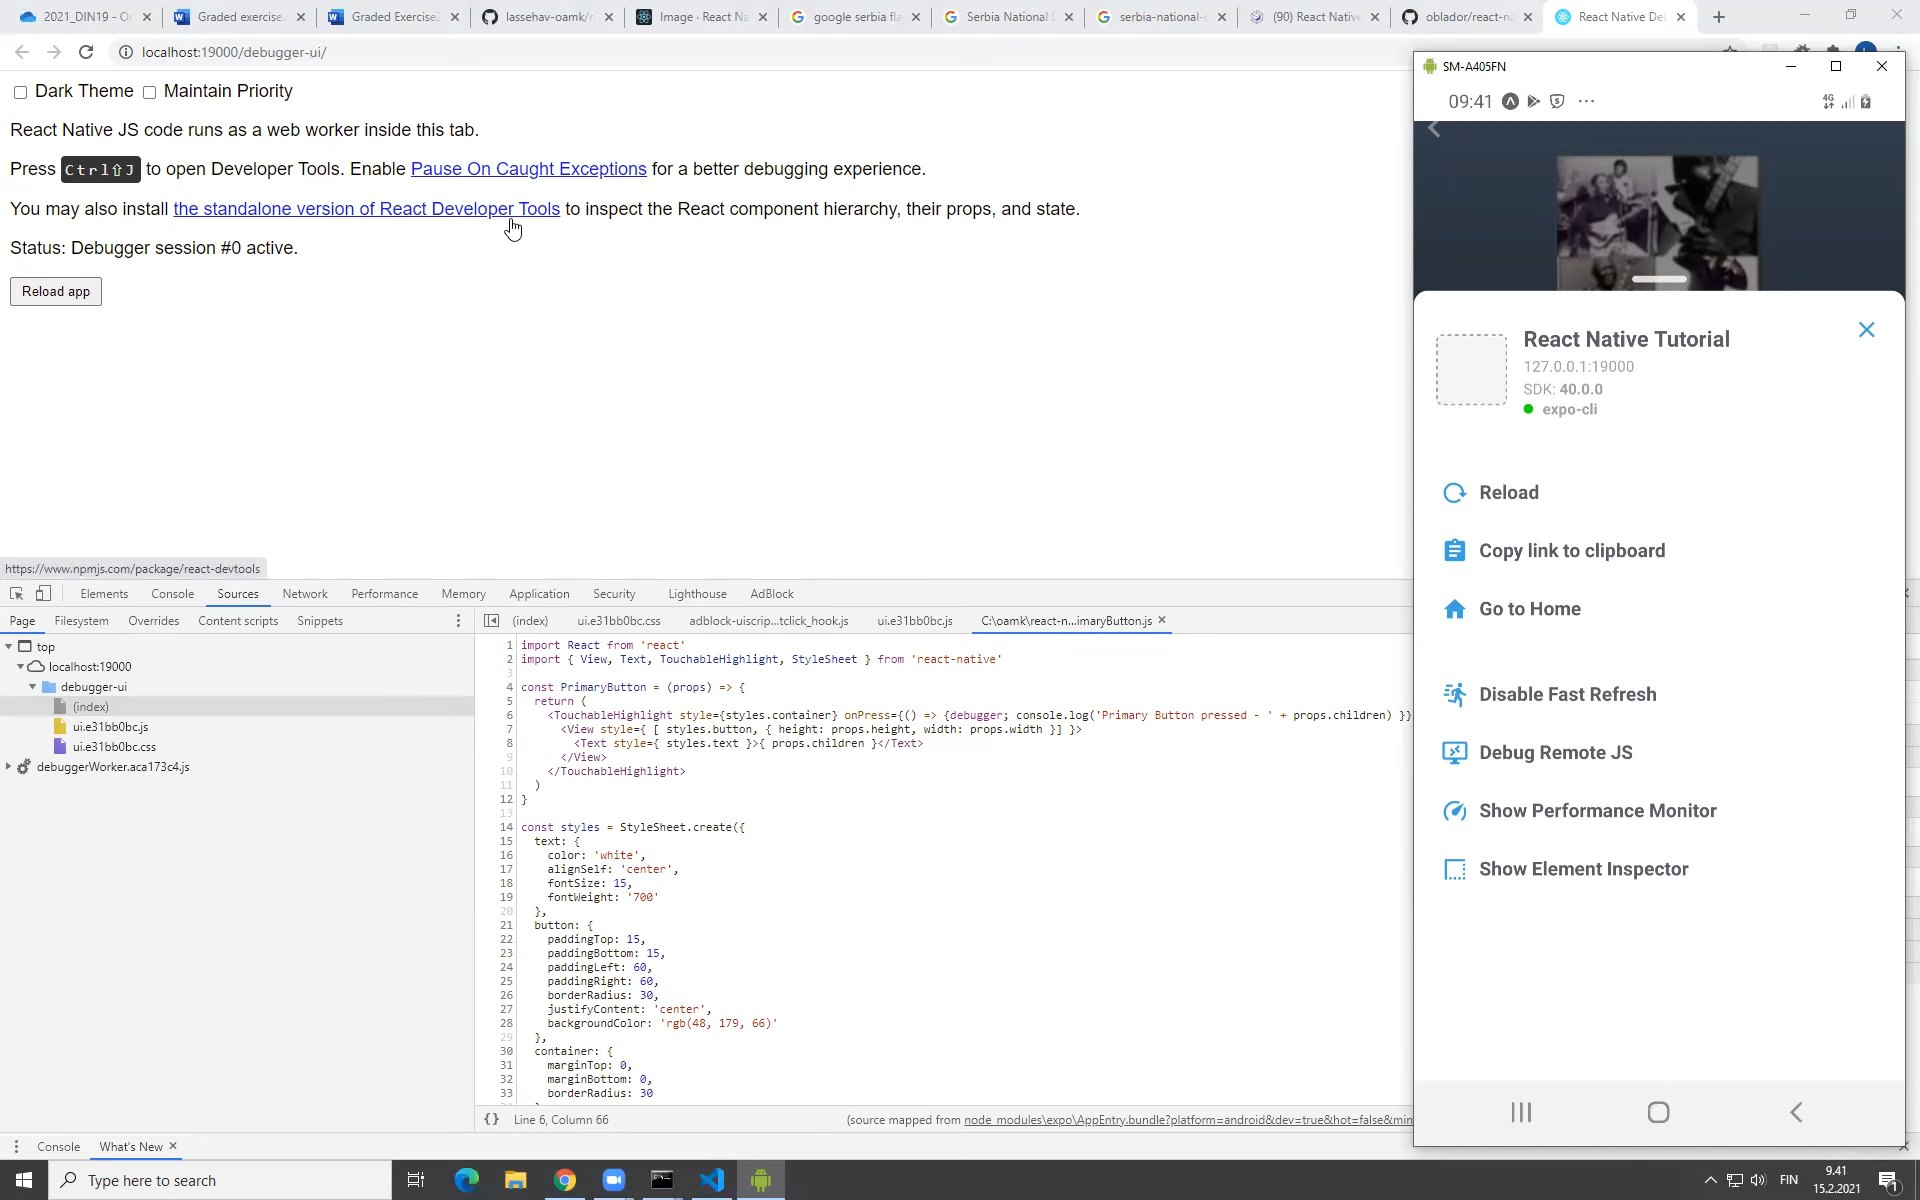 2021_DIN19 - Or
Graded exercise.
Graded Exercise2
lassehav-oamk/r
Image · React Na
google serbia fla
Serbia National D
serbia-national-c
(90) React Native
oblador/react-na
React Native De
localhost:19000/debugger-ui/
Dark Theme
Maintain Priority
React Native JS code runs as a web worker inside this tab.
Press Ctrl⇧J to open Developer Tools. Enable Pause On Caught Exceptions for a better debugging experience.
You may also install the standalone version of React Developer Tools to inspect the React component hierarchy, their props, and state.
Status: Debugger session #0 active.
Reload app
https://www.npmjs.com/package/react-devtools
Elements
Console
Sources
Network
Performance
Memory
Application
Security
Lighthouse
AdBlock
Page
Filesystem
Overrides
Content scripts
Snippets
(index)
ui.e31bb0bc.css
adblock-uiscrip...tclick_hook.js
ui.e31bb0bc.js
C:\oamk\react-n...imaryButton.js
top
localhost:19000
debugger-ui
(index)
ui.e31bb0bc.js
ui.e31bb0bc.css
debuggerWorker.aca173c4.js
1 import React from 'react'
2 import { View, Text, TouchableHighlight, StyleSheet } from 'react-native'
3
4 const PrimaryButton = (props) => {
5 return (
6 <TouchableHighlight style={styles.container} onPress={() => {debugger; console.log('Primary Button pressed - ' + props.children) }}
7 <View style={ [ styles.button, { height: props.height, width: props.width }] }>
8 <Text style={ styles.text }>{ props.children }</Text>
9 </View>
10 </TouchableHighlight>
11 )
12 }
13
14 const styles = StyleSheet.create({
15 text: {
16 color: 'white',
17 alignSelf: 'center',
18 fontSize: 15,
19 fontWeight: '700'
20 },
21 button: {
22 paddingTop: 15,
23 paddingBottom: 15,
24 paddingLeft: 60,
25 paddingRight: 60,
26 borderRadius: 30,
27 justifyContent: 'center',
28 backgroundColor: 'rgb(48, 179, 66)'
29 },
30 container: {
31 marginTop: 0,
32 marginBottom: 0,
33 borderRadius: 30
{} Line 6, Column 66
(source mapped from node_modules\expo\AppEntry.bundle?platform=android&dev=true&hot=false&min
Console
What's New
SM-A405FN
09:41
4G
React Native Tutorial
127.0.0.1:19000
SDK: 40.0.0
expo-cli
Reload
Copy link to clipboard
Go to Home
Disable Fast Refresh
Debug Remote JS
Show Performance Monitor
Show Element Inspector
Type here to search
FIN
9.41
15.2.2021
1